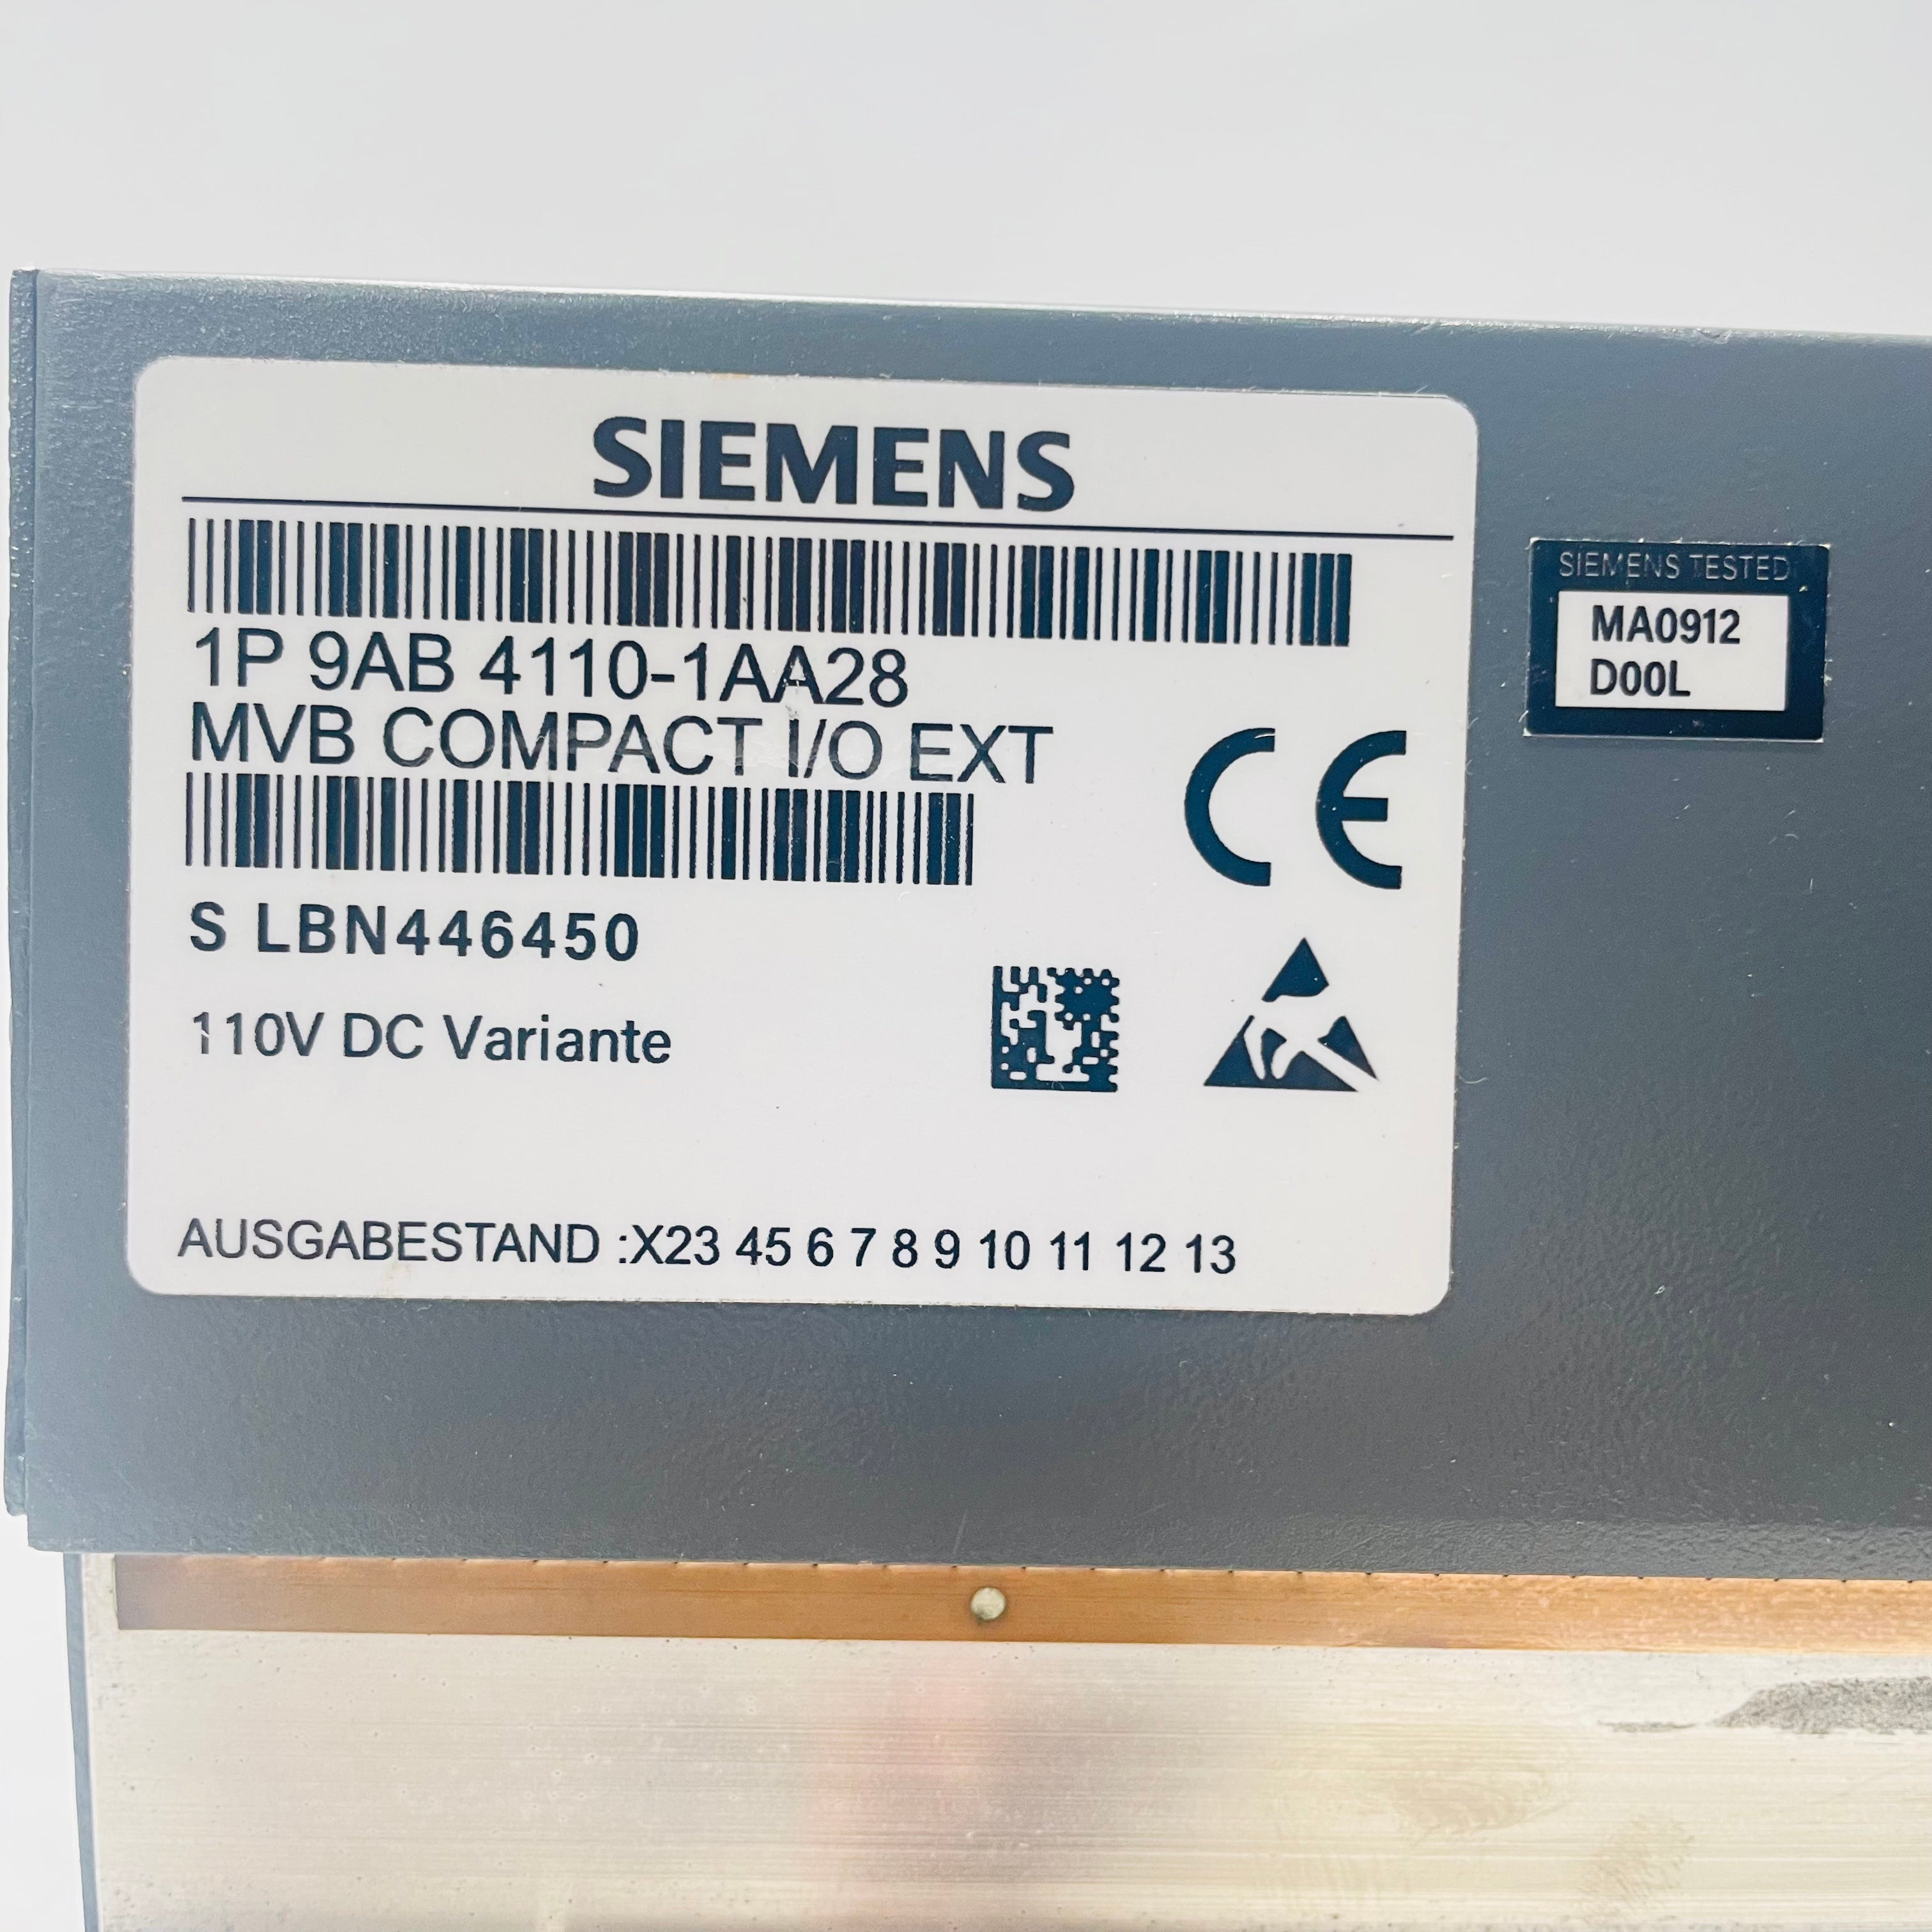 SIEMENS
1P 9AB 4110-1AA28
MVB COMPACT I/O EXT
S LBN446450
110V DC Variante
AUSGABESTAND :X23 45 6 7 8 9 10 11 12 13
SIEMENS TESTED
MA0912
D00L
CE